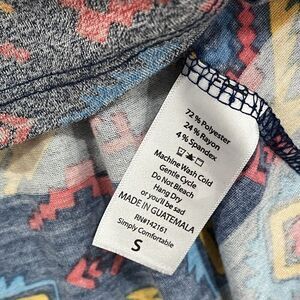 72% Polyester
24% Rayon
4% Spandex
Machine Wash Cold
Gentle Cycle
Do Not Bleach
Hang Dry
or you'll be sad
MADE IN GUATEMALA
RN#142161
Simply Comfortable
S